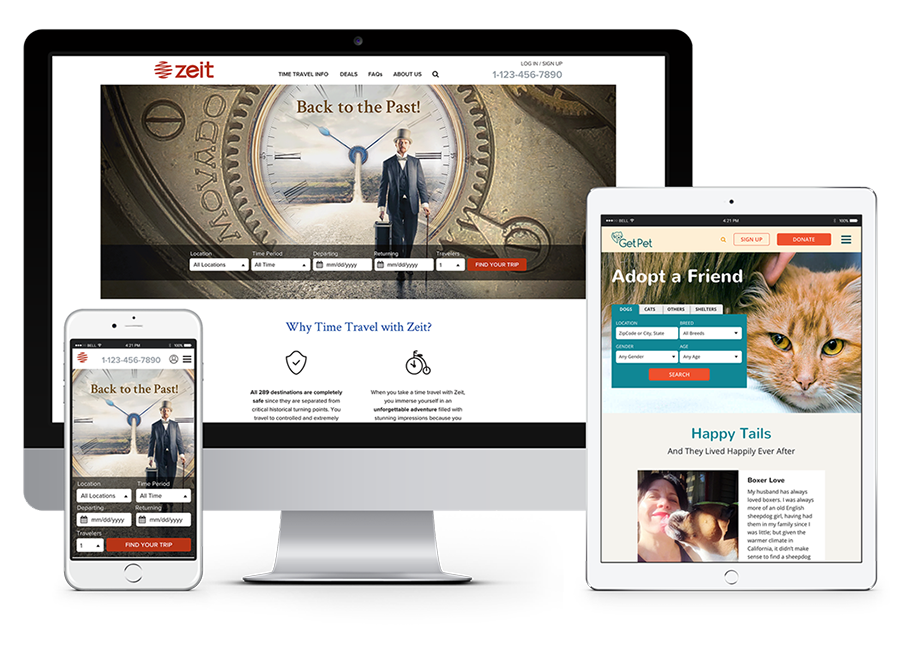 zeit
TIME TRAVEL INFO DEALS FAQs ABOUT US
LOG IN / SIGN UP
1-123-456-7890
MOVADO
Back to the Past!
Location Time Period Departing Returning Travelers
All Locations All Time mm/dd/yyyy mm/dd/yyyy 1 FIND YOUR TRIP
Why Time Travel with Zeit?
All 289 destinations are completely
safe since they are separated from
critical historical turning points. You
travel to controlled and extremely
When you take a time travel with Zeit,
you immerse yourself in an
unforgettable adventure filled with
stunning impressions because you
BELL 4:21 PM 100%
1-123-456-7890
Back to the Past!
Location Time Period
All Locations All Time
Departing Returning
mm/dd/yyyy mm/dd/yyyy
Travelers
1 FIND YOUR TRIP
BELL 4:21 PM 100%
GetPet SIGN UP DONATE
Adopt a Friend
DOGS CATS OTHERS SHELTERS
LOCATION BREED
ZipCode or City, State All Breeds
GENDER AGE
Any Gender Any Age
SEARCH
Happy Tails
And They Lived Happily Ever After
Boxer Love
My husband has always
loved boxers. I was always
more of an old English
sheepdog girl, having had
them in my family since I
was little; but given the
warmer climate in
California, it didn't make
sense to find a sheepdog